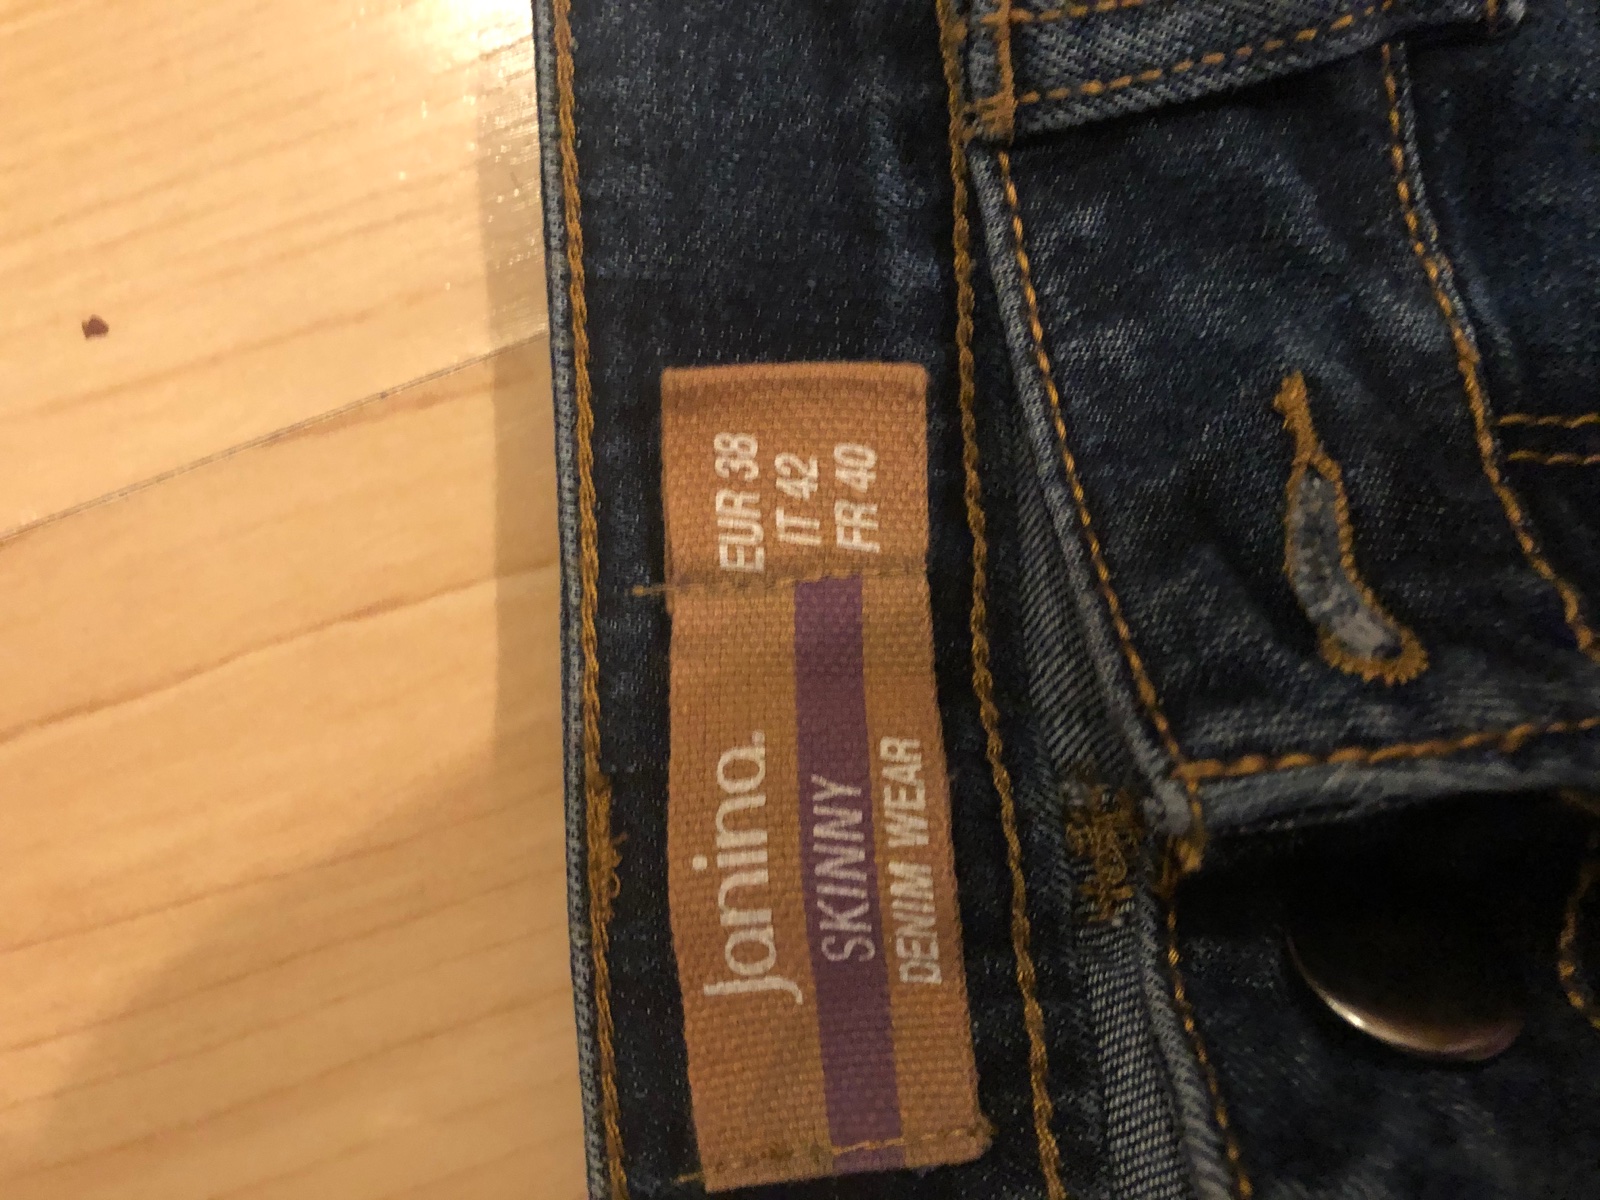 EUR 38
IT 42
FR 40
Janina.
SKINNY
DENIM WEAR